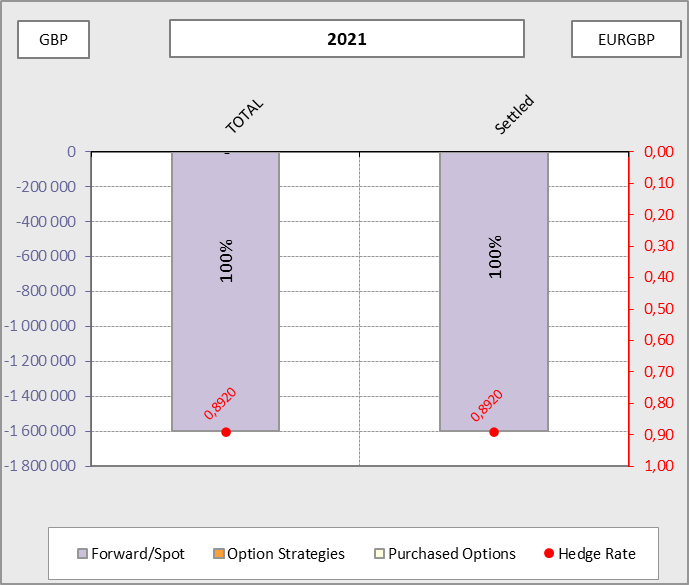 GBP 2021 EURGBP
TOTAL Settled
0 0,00
0,10
-200 000
0,20
-400 000
0,30
-600 000
0,40
-800 000
0,50
-1 000 000
0,60
-1 200 000
0,70
-1 400 000
0,80
-1 600 000
0,90
-1 800 000 1,00
100% 100%
0,8920 0,8920
Forward/Spot Option Strategies Purchased Options Hedge Rate